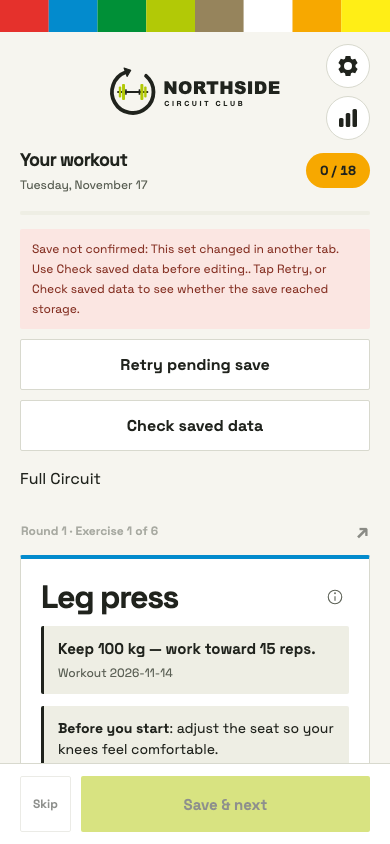 NORTHSIDE
CIRCUIT CLUB
Your workout
Tuesday, November 17
0 / 18
Save not confirmed: This set changed in another tab.
Use Check saved data before editing.. Tap Retry, or
Check saved data to see whether the save reached
storage.
Retry pending save
Check saved data
Full Circuit
Round 1 · Exercise 1 of 6
Leg press
Keep 100 kg — work toward 15 reps.
Workout 2026-11-14
Before you start: adjust the seat so your
knees feel comfortable.
Skip
Save & next